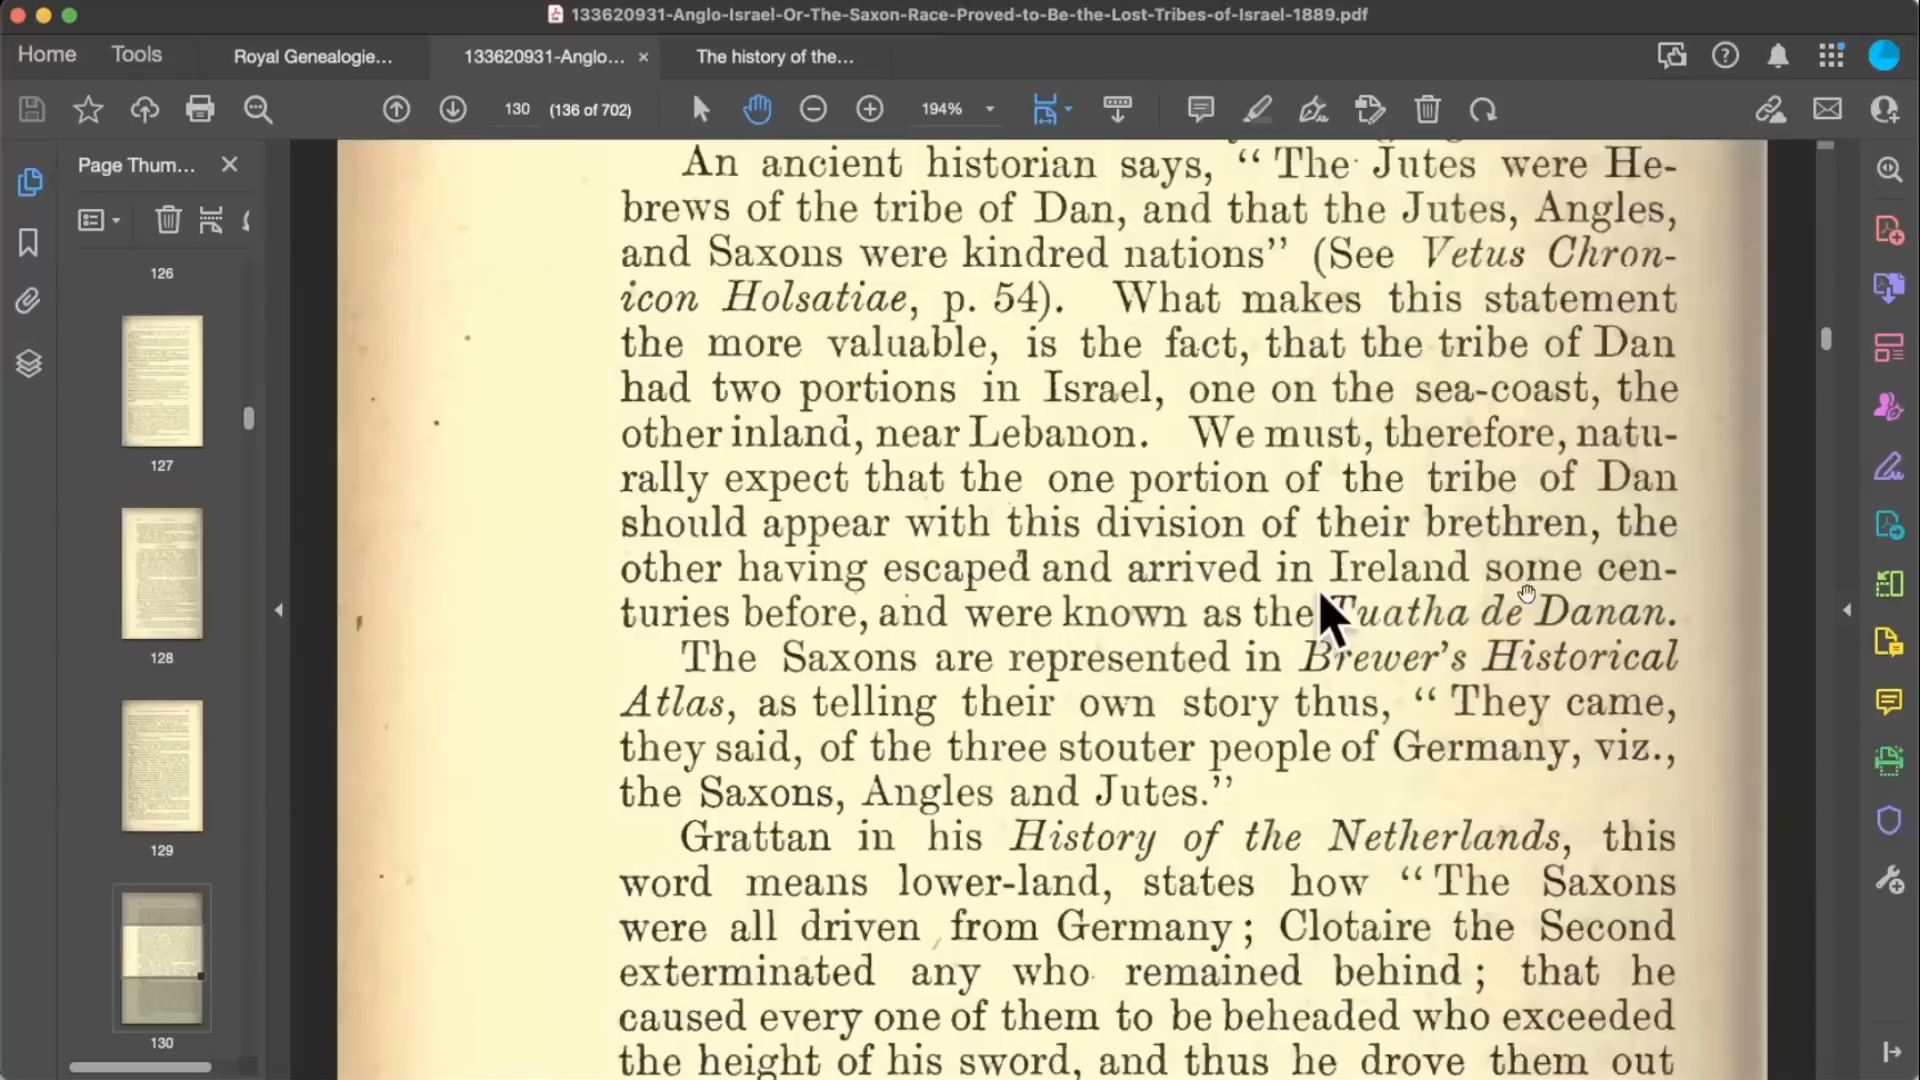 133620931-Anglo-Israel-Or-The-Saxon-Race-Proved-to-Be-the-Lost-Tribes-of-Israel-1889.pdf
Home Tools Royal Genealogie... 133620931-Anglo... × The history of the...
130 (136 of 702) 194%
Page Thum...
126
127
128
129
130
An ancient historian says, “The Jutes were He-
brews of the tribe of Dan, and that the Jutes, Angles,
and Saxons were kindred nations” (See Vetus Chron-
icon Holsatiae, p. 54). What makes this statement
the more valuable, is the fact, that the tribe of Dan
had two portions in Israel, one on the sea-coast, the
other inland, near Lebanon. We must, therefore, natu-
rally expect that the one portion of the tribe of Dan
should appear with this division of their brethren, the
other having escaped and arrived in Ireland some cen-
turies before, and were known as the Tuatha de Danan.
The Saxons are represented in Brewer's Historical
Atlas, as telling their own story thus, “They came,
they said, of the three stouter people of Germany, viz.,
the Saxons, Angles and Jutes.”
Grattan in his History of the Netherlands, this
word means lower-land, states how “The Saxons
were all driven from Germany; Clotaire the Second
exterminated any who remained behind; that he
caused every one of them to be beheaded who exceeded
the height of his sword, and thus he drove them out